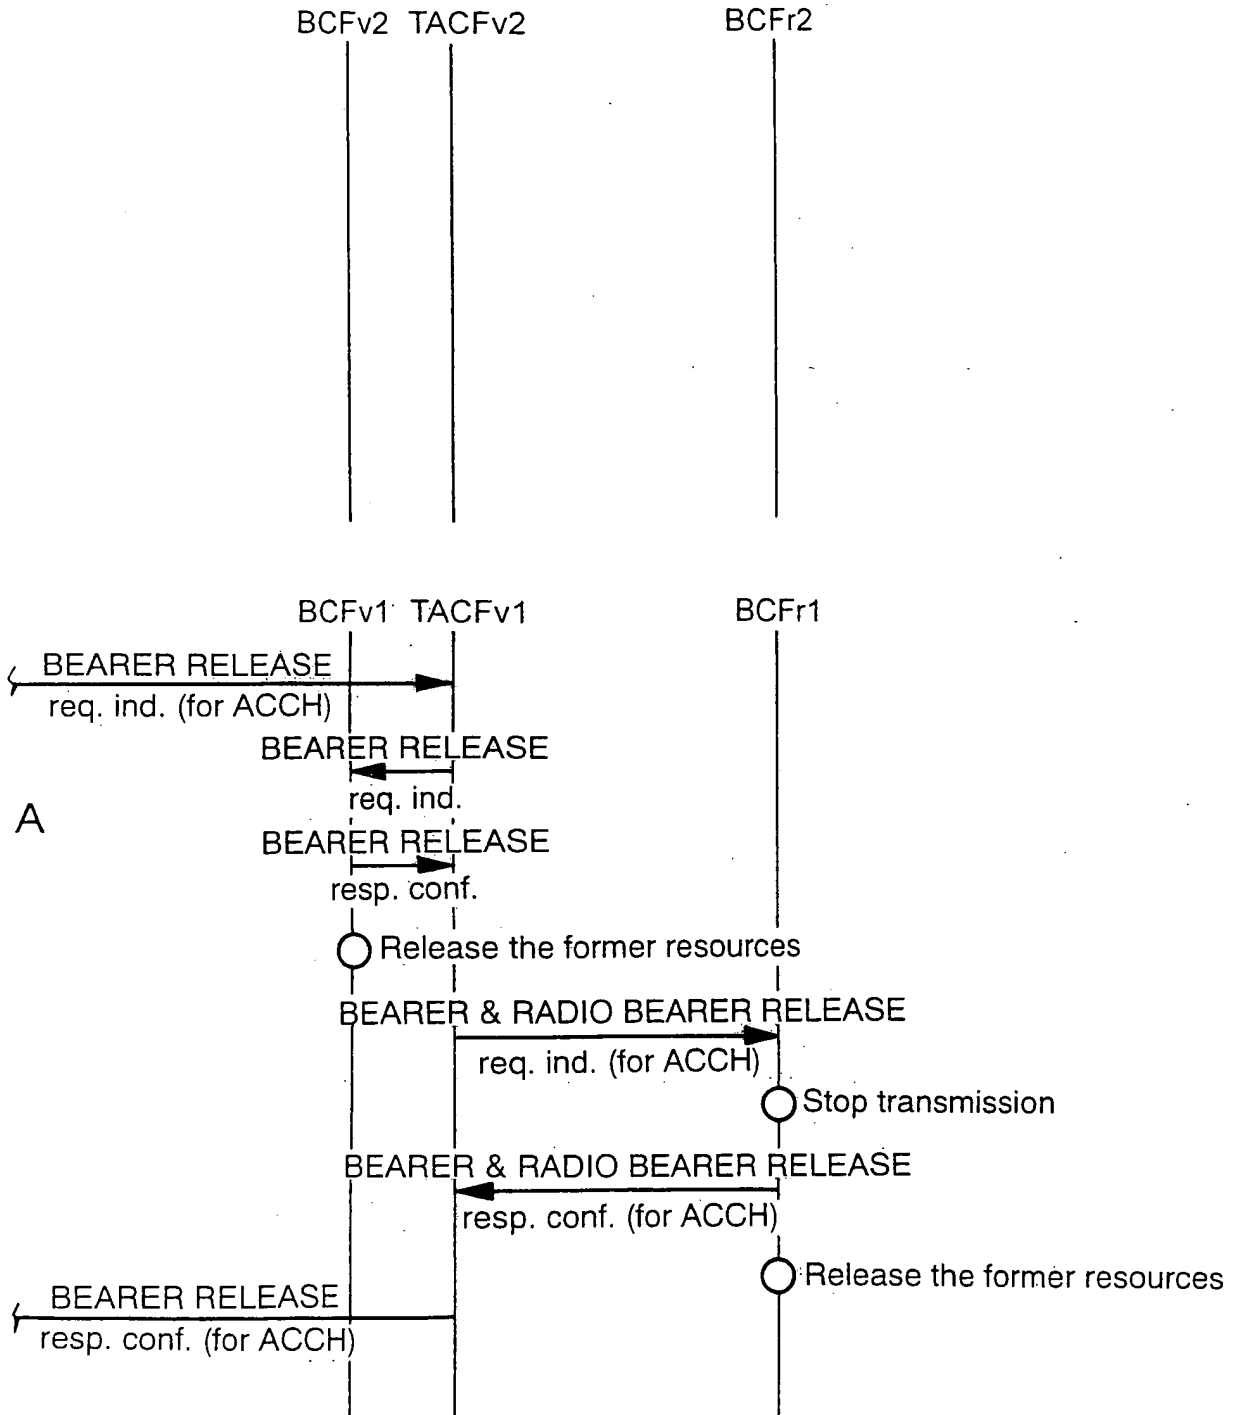 BCFv2 TACFv2 BCFr2
BCFv1 TACFv1 BCFr1
BEARER RELEASE
req. ind. (for ACCH)
BEARER RELEASE
req. ind.
A
BEARER RELEASE
resp. conf.
Release the former resources
BEARER & RADIO BEARER RELEASE
req. ind. (for ACCH)
Stop transmission
BEARER & RADIO BEARER RELEASE
resp. conf. (for ACCH)
Release the former resources
BEARER RELEASE
resp. conf. (for ACCH)